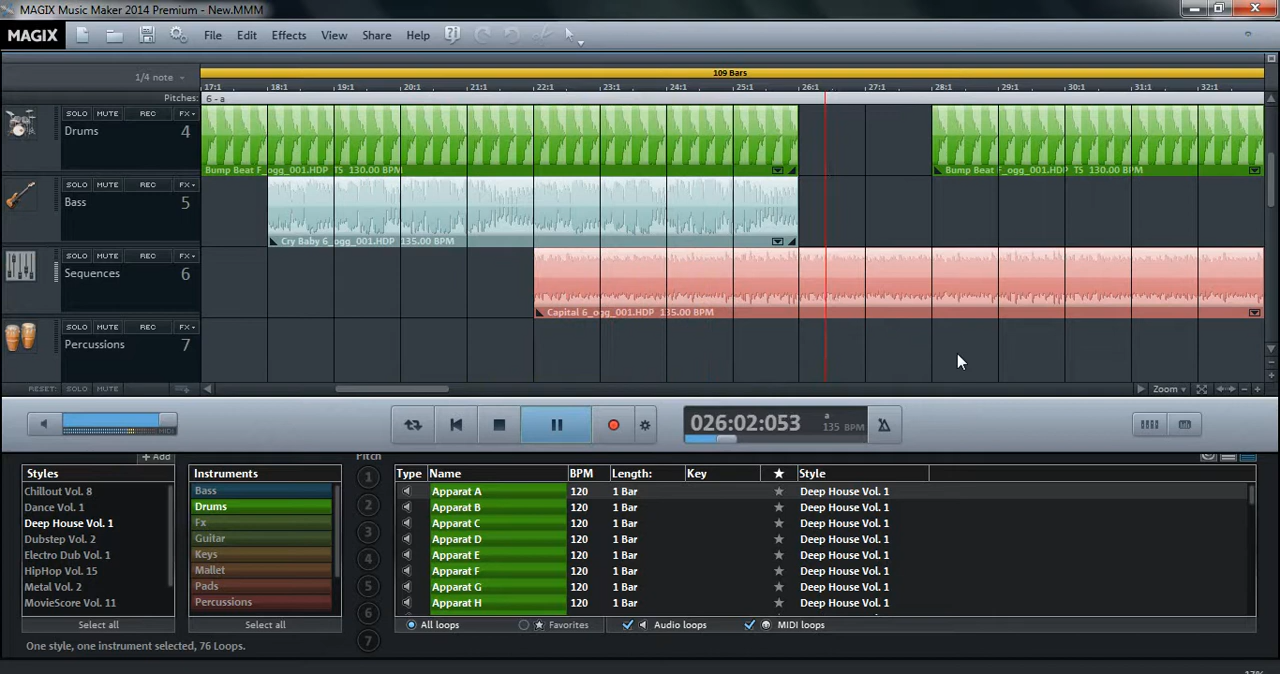 MAGIX Music Maker 2014 Premium - New.MMM
MAGIX File Edit Effects View Share Help
109 Bars
1/4 note
17:1 18:1 19:1 20:1 21:1 22:1 23:1 24:1 25:1 26:1 27:1 28:1 29:1 30:1 31:1 32:1
Pitches: 6 - a
SOLO MUTE REC FX
Drums 4
Bump Beat F_ogg_001.HDP T5 130.00 BPM Bump Beat F_ogg_001.HDP T5 130.00 BPM
SOLO MUTE REC FX
Bass 5
Cry Baby 6_ogg_001.HDP 135.00 BPM
SOLO MUTE REC FX
Sequences 6
Capital 6_ogg_001.HDP 135.00 BPM
SOLO MUTE REC FX
Percussions 7
RESET: SOLO MUTE Zoom
MIDI 026:02:053 a 135 BPM
+ Add Pitch
Styles Instruments 1 Type Name BPM Length: Key Style
Chillout Vol. 8 Bass Apparat A 120 1 Bar Deep House Vol. 1
Dance Vol. 1 Drums 2 Apparat B 120 1 Bar Deep House Vol. 1
Deep House Vol. 1 Fx 3 Apparat C 120 1 Bar Deep House Vol. 1
Dubstep Vol. 2 Guitar Apparat D 120 1 Bar Deep House Vol. 1
Electro Dub Vol. 1 Keys 4 Apparat E 120 1 Bar Deep House Vol. 1
HipHop Vol. 15 Mallet Apparat F 120 1 Bar Deep House Vol. 1
Metal Vol. 2 Pads 5 Apparat G 120 1 Bar Deep House Vol. 1
MovieScore Vol. 11 Percussions 6 Apparat H 120 1 Bar Deep House Vol. 1
Select all Select all 7 All loops Favorites Audio loops MIDI loops
One style, one instrument selected, 76 Loops.